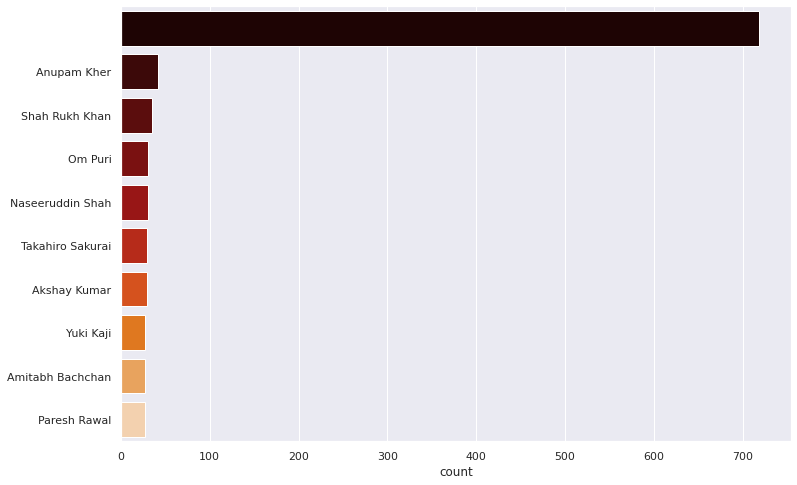 Anupam Kher
Shah Rukh Khan
Om Puri
Naseeruddin Shah
Takahiro Sakurai
Akshay Kumar
Yuki Kaji
Amitabh Bachchan
Paresh Rawal
0 100 200 300 400 500 600 700
count